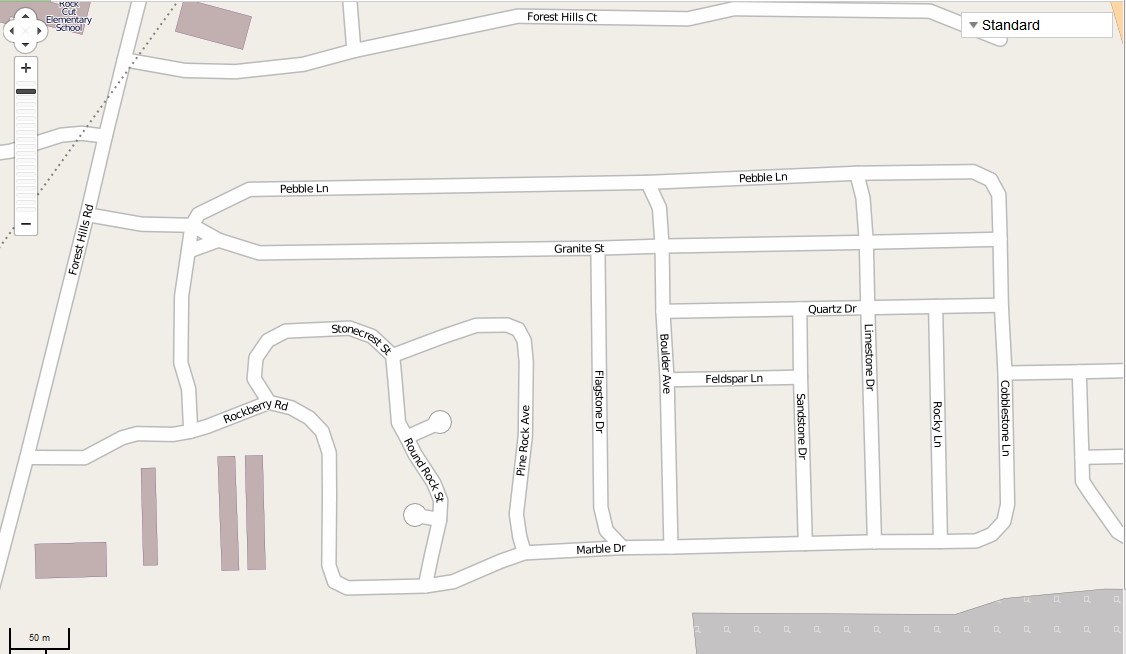 Rock
Cut
Elementary
School
Forest Hills Ct
Standard
+
−
Forest Hills Rd
Pebble Ln
Pebble Ln
Granite St
Quartz Dr
Stonecrest St
Boulder Ave
Limestone Dr
Feldspar Ln
Flagstone Dr
Rockberry Rd
Pine Rock Ave
Sandstone Dr
Rocky Ln
Cobblestone Ln
Round Rock St
Marble Dr
50 m